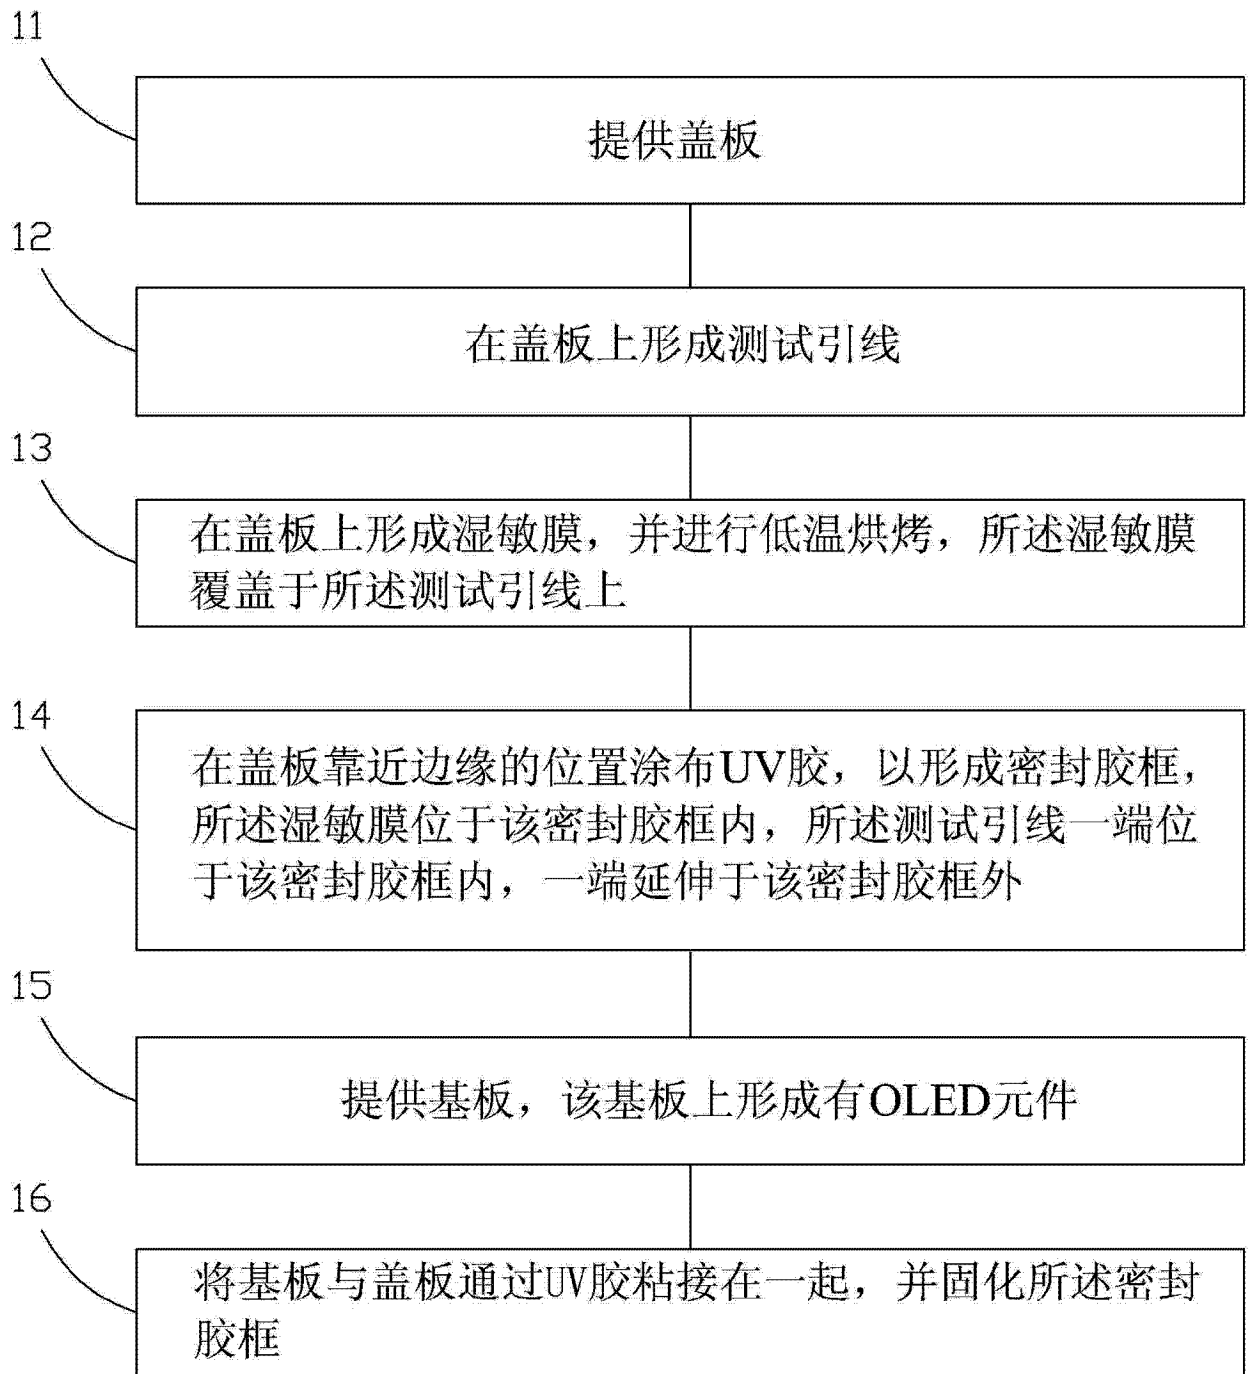 11
提供盖板
12
在盖板上形成测试引线
13
在盖板上形成湿敏膜，并进行低温烘烤，所述湿敏膜
覆盖于所述测试引线上
14
在盖板靠近边缘的位置涂布UV胶，以形成密封胶框，
所述湿敏膜位于该密封胶框内，所述测试引线一端位
于该密封胶框内，一端延伸于该密封胶框外
15
提供基板，该基板上形成有OLED元件
16
将基板与盖板通过UV胶粘接在一起，并固化所述密封
胶框